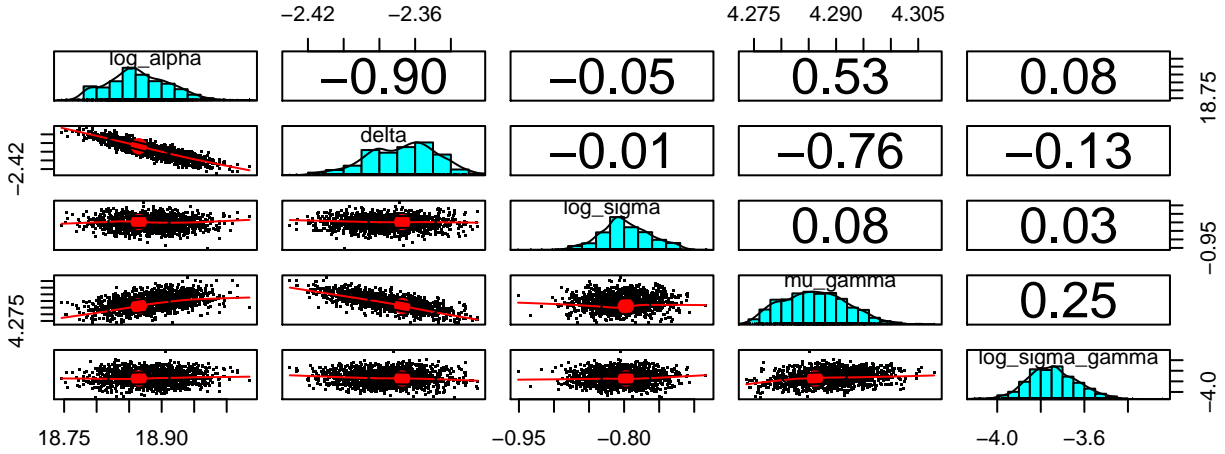 −2.42 −2.36 4.275 4.290 4.305
log_alpha −0.90 −0.05 0.53 0.08 18.75
−2.42 delta −0.01 −0.76 −0.13
log_sigma 0.08 0.03 −0.95
4.275 mu_gamma 0.25
log_sigma_gamma −4.0
18.75 18.90 −0.95 −0.80 −4.0 −3.6